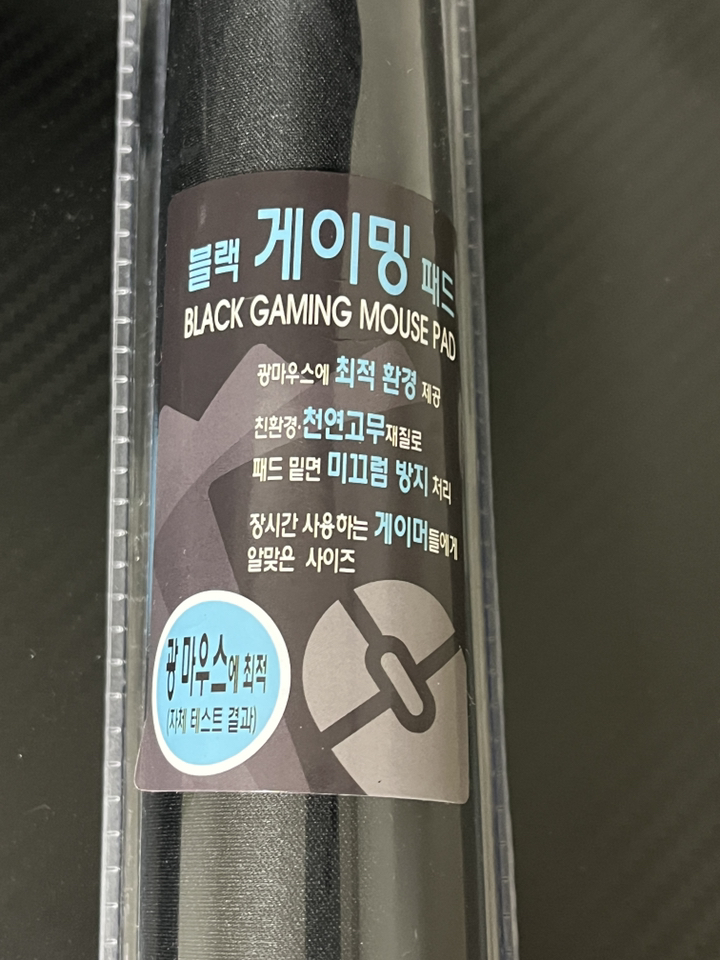 블랙 게이밍 패드
BLACK GAMING MOUSE PAD
광마우스에 최적 환경 제공
친환경·천연고무재질로
패드 밑면 미끄럼 방지 처리
장시간 사용하는 게이머들에게
알맞은 사이즈
광마우스에 최적
(자체 테스트 결과)